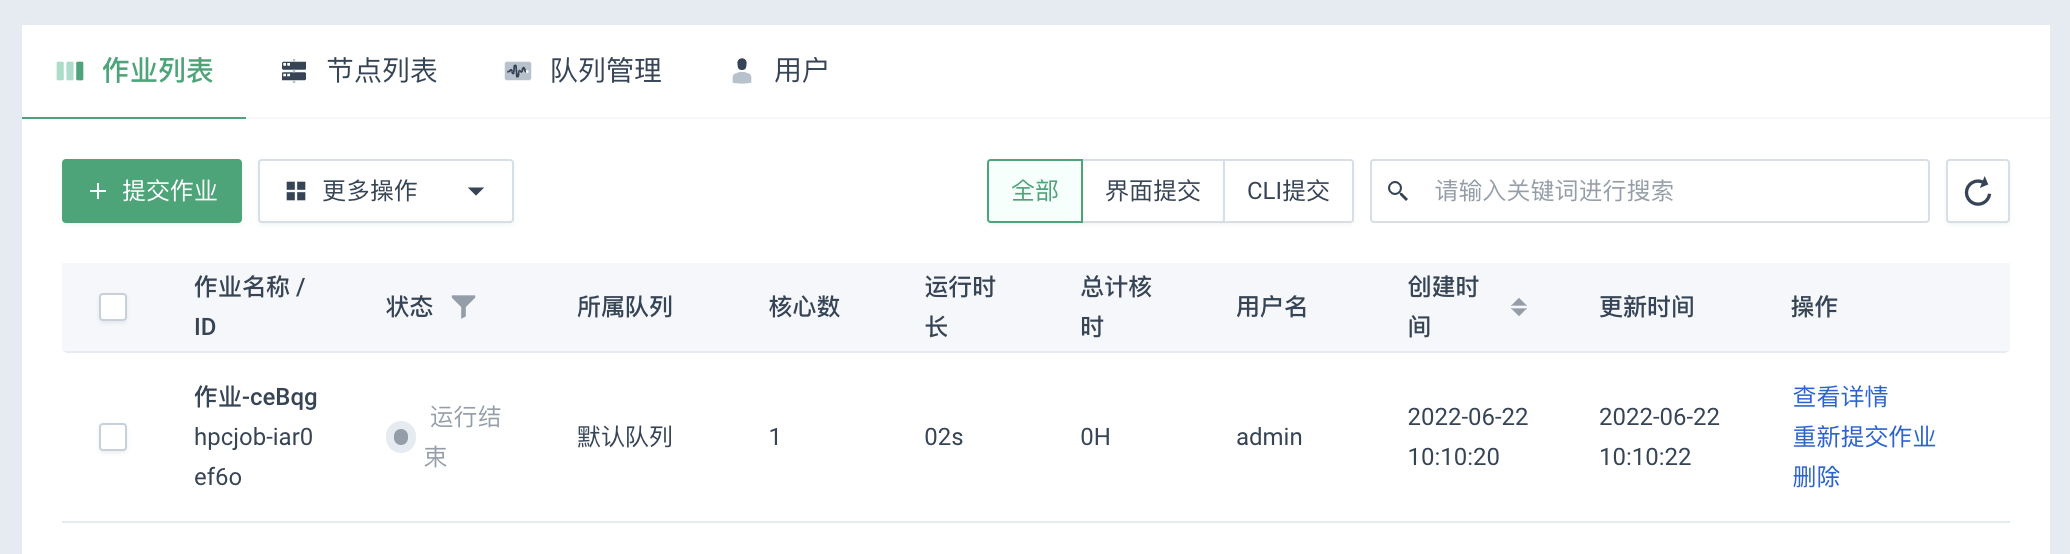 作业列表 节点列表 队列管理 用户
+ 提交作业 更多操作 全部 界面提交 CLI提交 请输入关键词进行搜索
作业名称 /
ID
状态
所属队列
核心数
运行时
长
总计核
时
用户名
创建时
间
更新时间
操作
作业-ceBqg
hpcjob-iar0
ef6o
运行结
束
默认队列
1
02s
0H
admin
2022-06-22
10:10:20
2022-06-22
10:10:22
查看详情
重新提交作业
删除